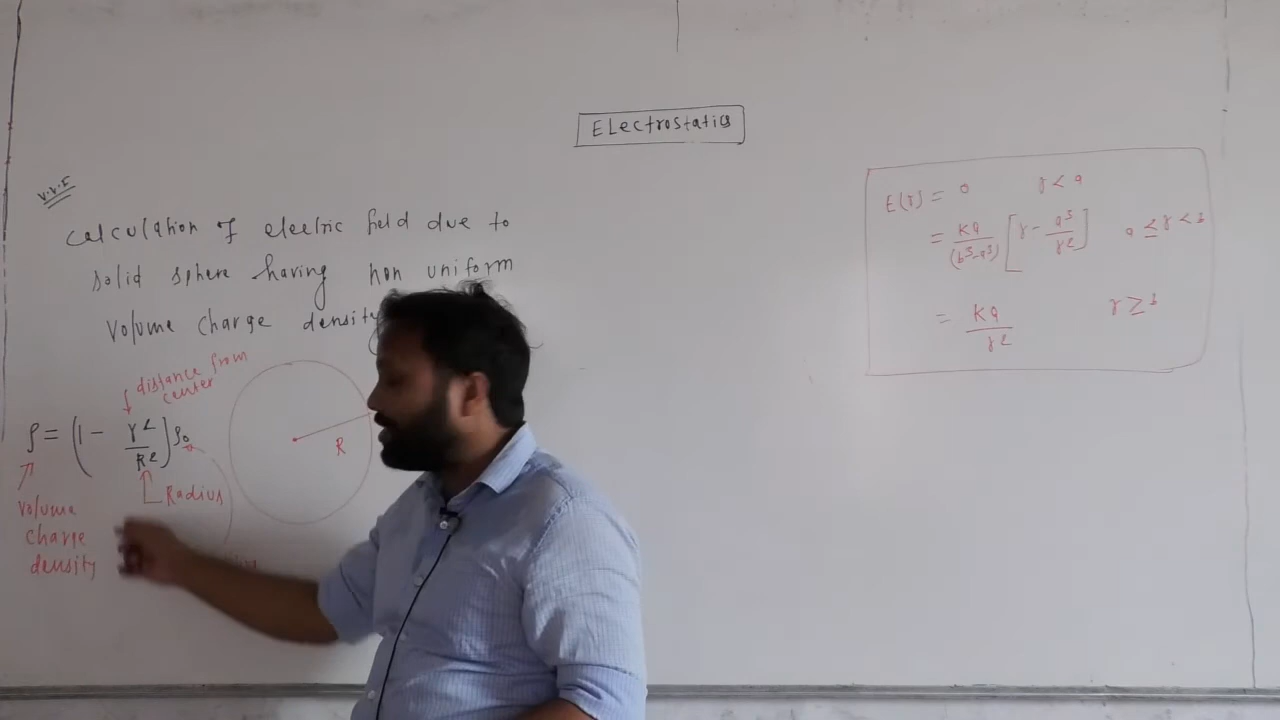 Electrostatics
V.V.I
Calculation of electric field due to
solid sphere having non uniform
volume charge density
distance from
center
ρ = (1 - r²/R²) ρ₀
Radius
volume
charge
density
R
E(r) = 0 r < a
= Kq/(b³-a³) [r - a³/r²] a ≤ r < b
= Kq/r² r ≥ b